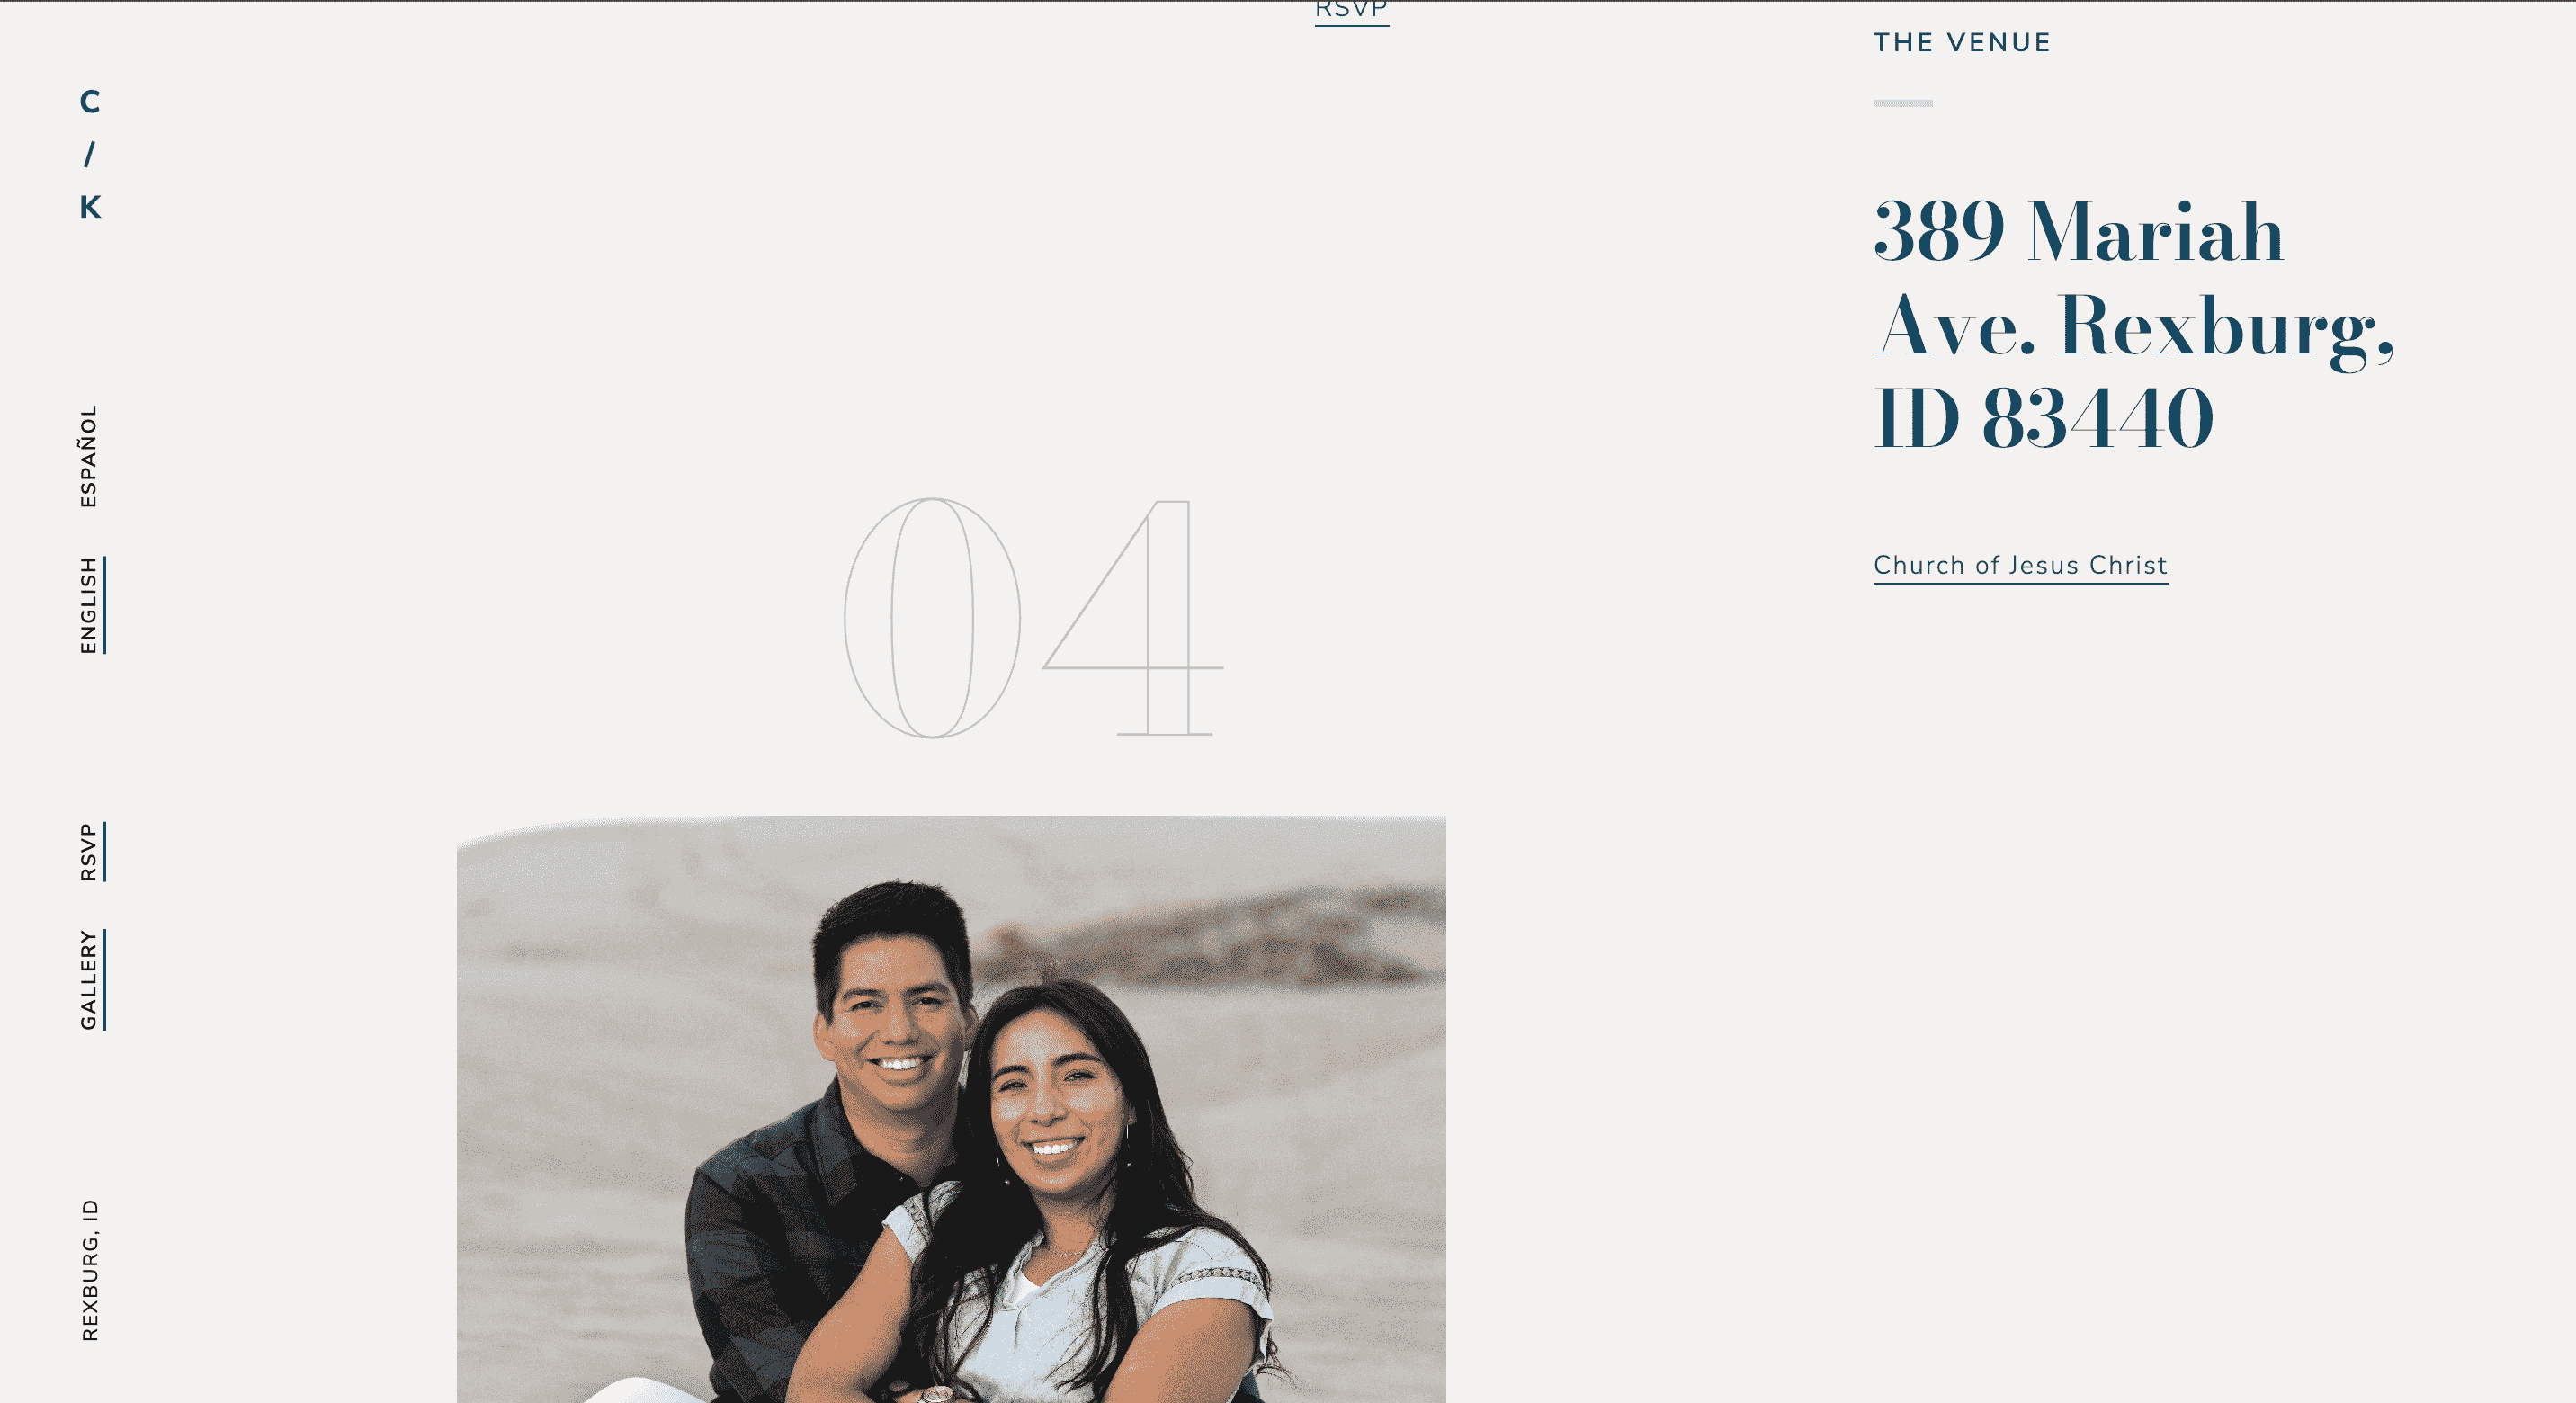 RSVP
THE VENUE
C
/
K
389 Mariah
Ave. Rexburg,
ID 83440
ESPAÑOL
ENGLISH
04
Church of Jesus Christ
RSVP
GALLERY
REXBURG, ID